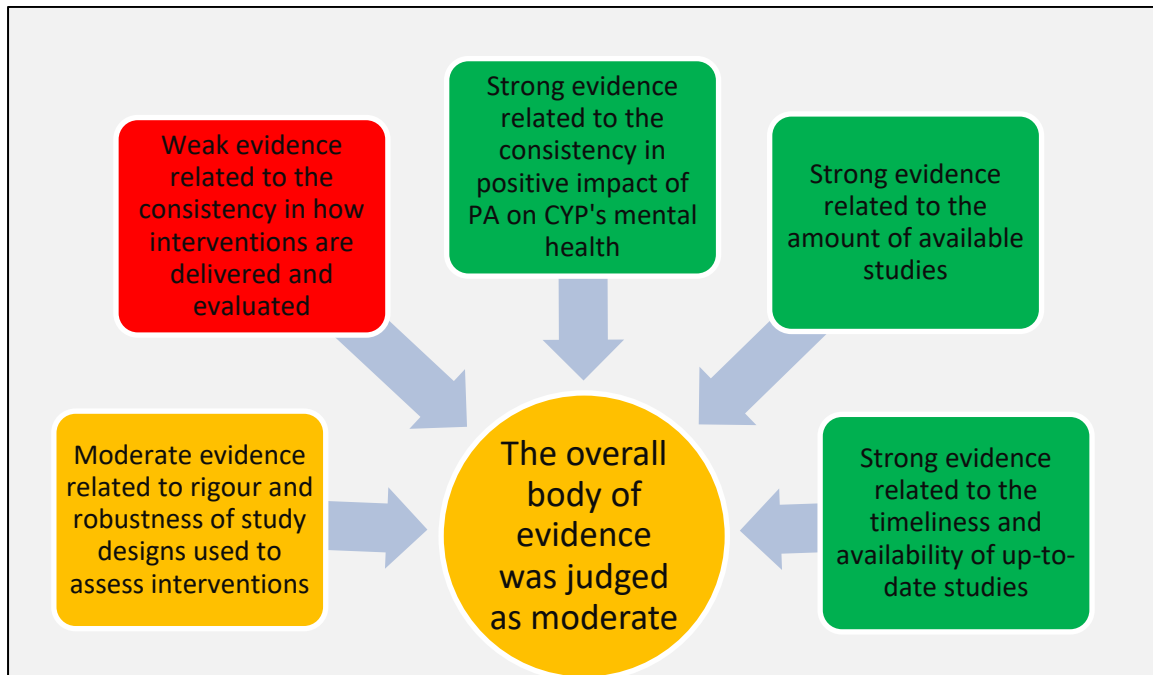 Weak evidence
related to the
consistency in how
interventions are
delivered and
evaluated
Strong evidence
related to the
consistency in
positive impact of
PA on CYP's mental
health
Strong evidence
related to the
amount of available
studies
Moderate evidence
related to rigour and
robustness of study
designs used to
assess interventions
The overall
body of
evidence
was judged
as moderate
Strong evidence
related to the
timeliness and
availability of up-to-
date studies